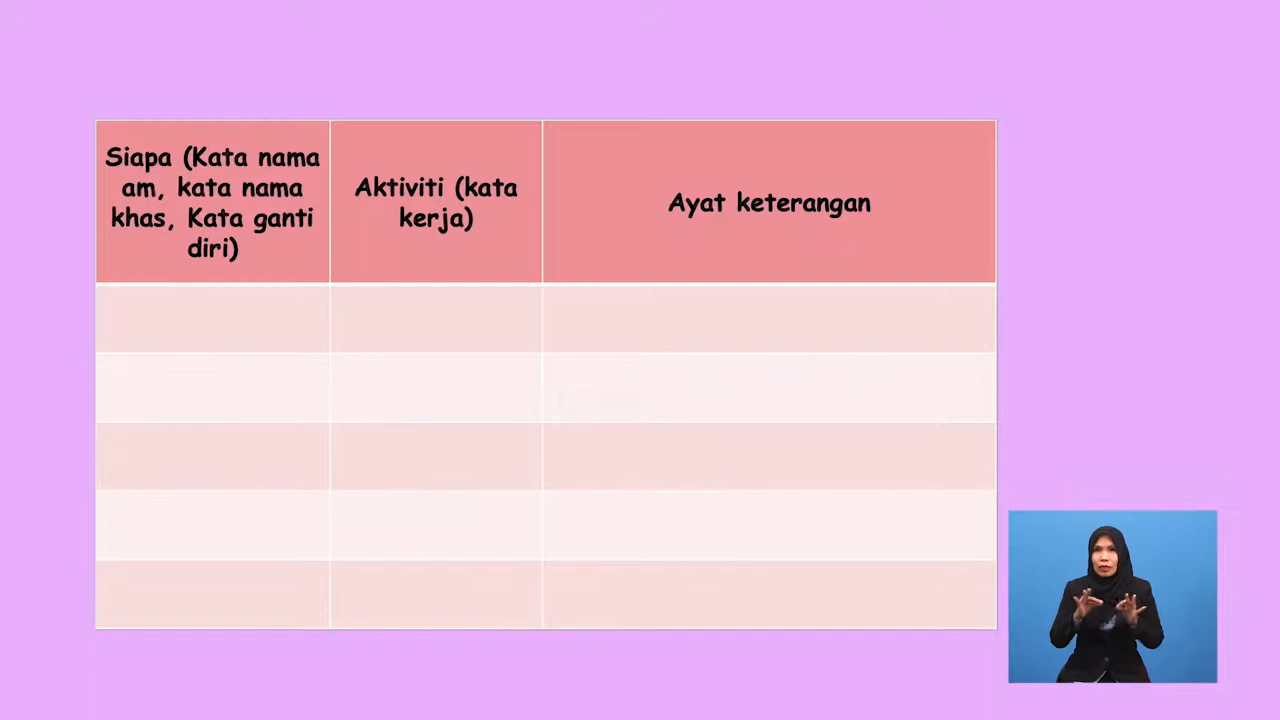 Siapa (Kata nama
am, kata nama
khas, Kata ganti
diri)
Aktiviti (kata
kerja)
Ayat keterangan